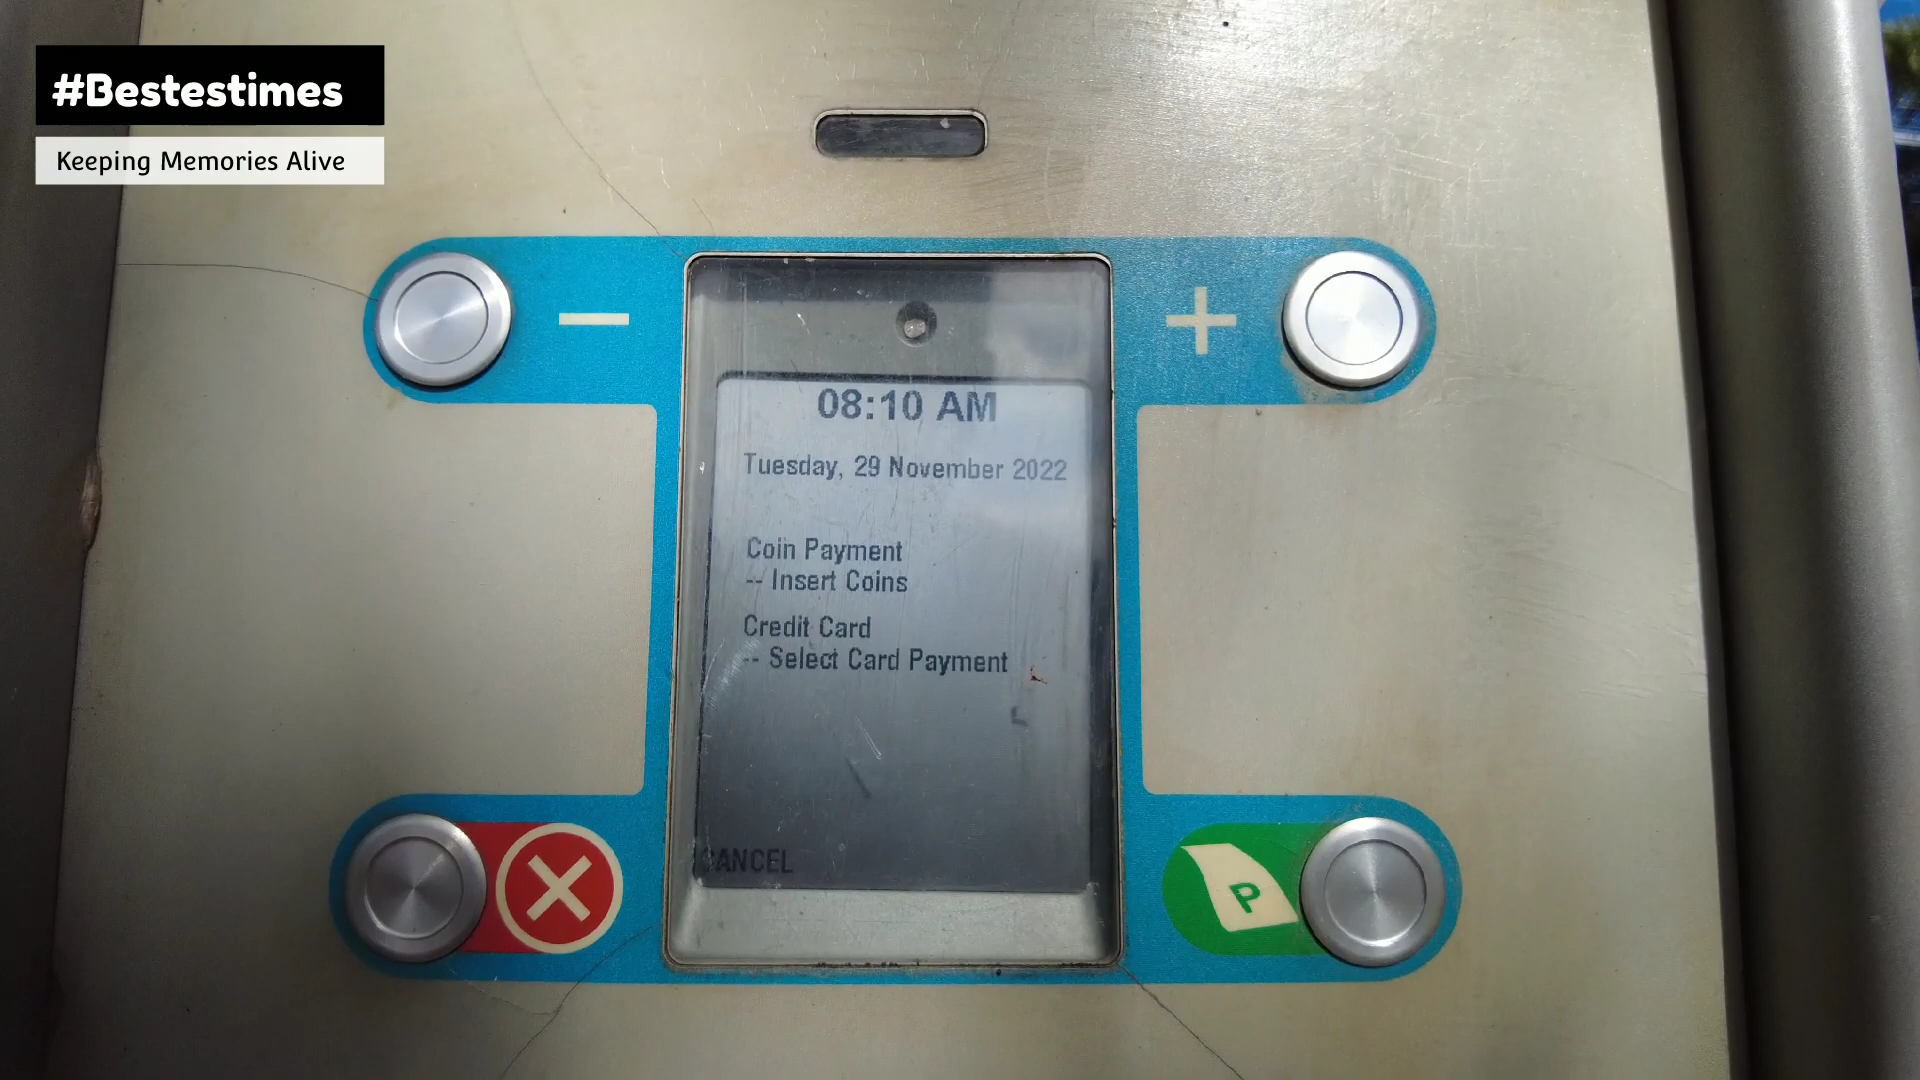 #Bestestimes
Keeping Memories Alive
08:10 AM
Tuesday, 29 November 2022
Coin Payment
-- Insert Coins
Credit Card
-- Select Card Payment
CANCEL
P